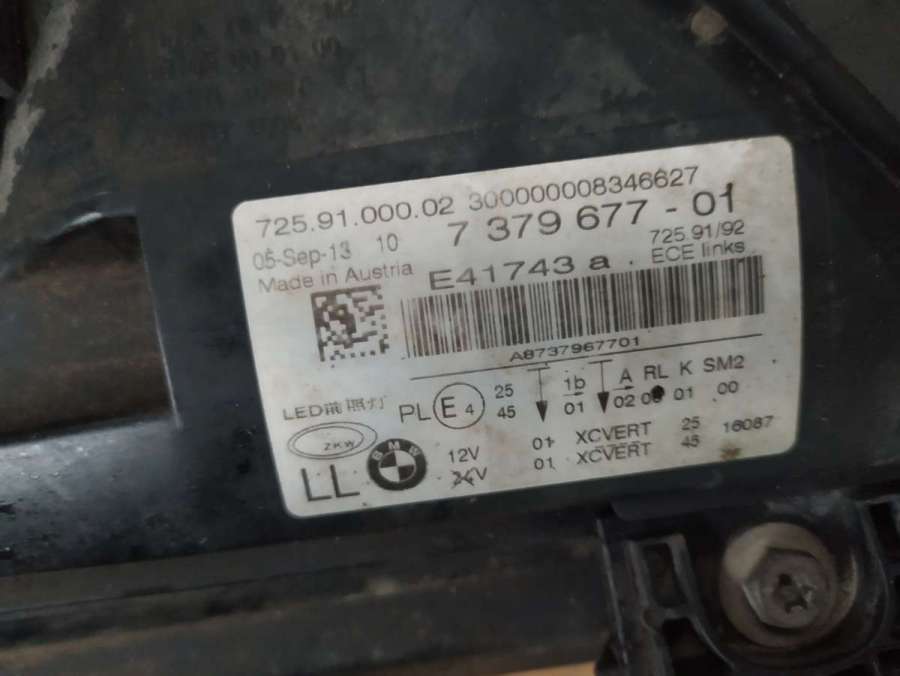 725.91.000.02 300000008346627
05-Sep-13 10 7 379 677 - 01
Made in Austria E41743 a . 725.91/92
ECE links
A8737967701
LED前照灯 PL E4 25 45 1b 01 A 02 RL K 01 SM2 00
ZKW
LL BMW 12V 01 XCVERT 25 16087
24V 01 XCVERT 45